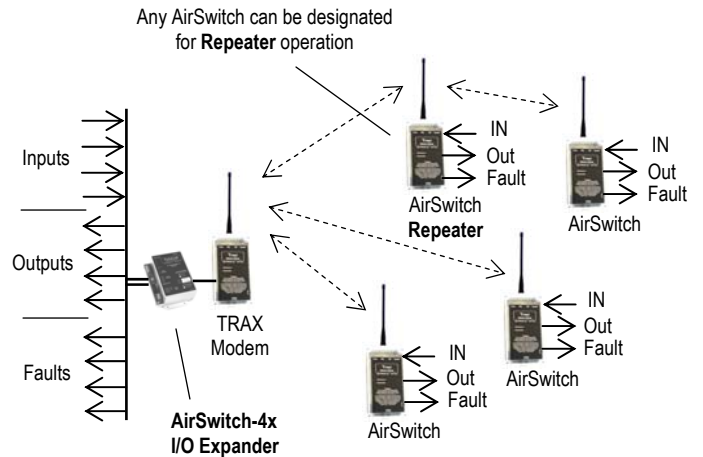 Any AirSwitch can be designated
for Repeater operation
Inputs
Outputs
Faults
TRAX
Modem
AirSwitch-4x
I/O Expander
IN
Out
Fault
AirSwitch
Repeater
IN
Out
Fault
AirSwitch
IN
Out
Fault
AirSwitch
IN
Out
Fault
AirSwitch